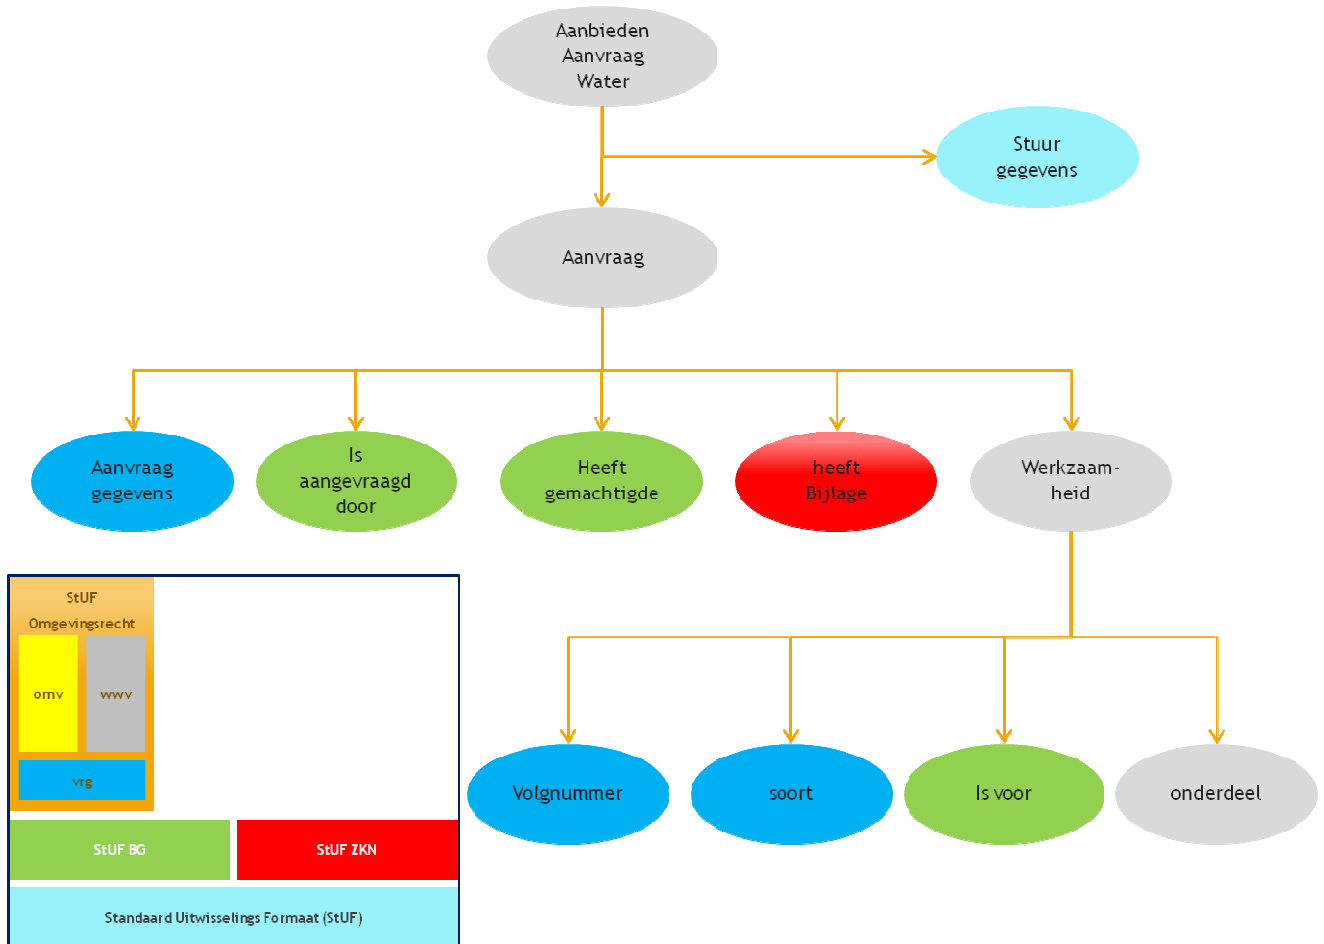 Aanbieden
Aanvraag
Water
Stuur
gegevens
Aanvraag
Aanvraag
gegevens
Is
aangevraagd
door
Heeft
gemachtigde
heeft
Bijlage
Werkzaam-
heid
StUF
Omgevingsrecht
omv
wwv
vrg
StUF BG
StUF ZKN
Standaard Uitwisselings Formaat (StUF)
Volgnummer
soort
Is voor
onderdeel